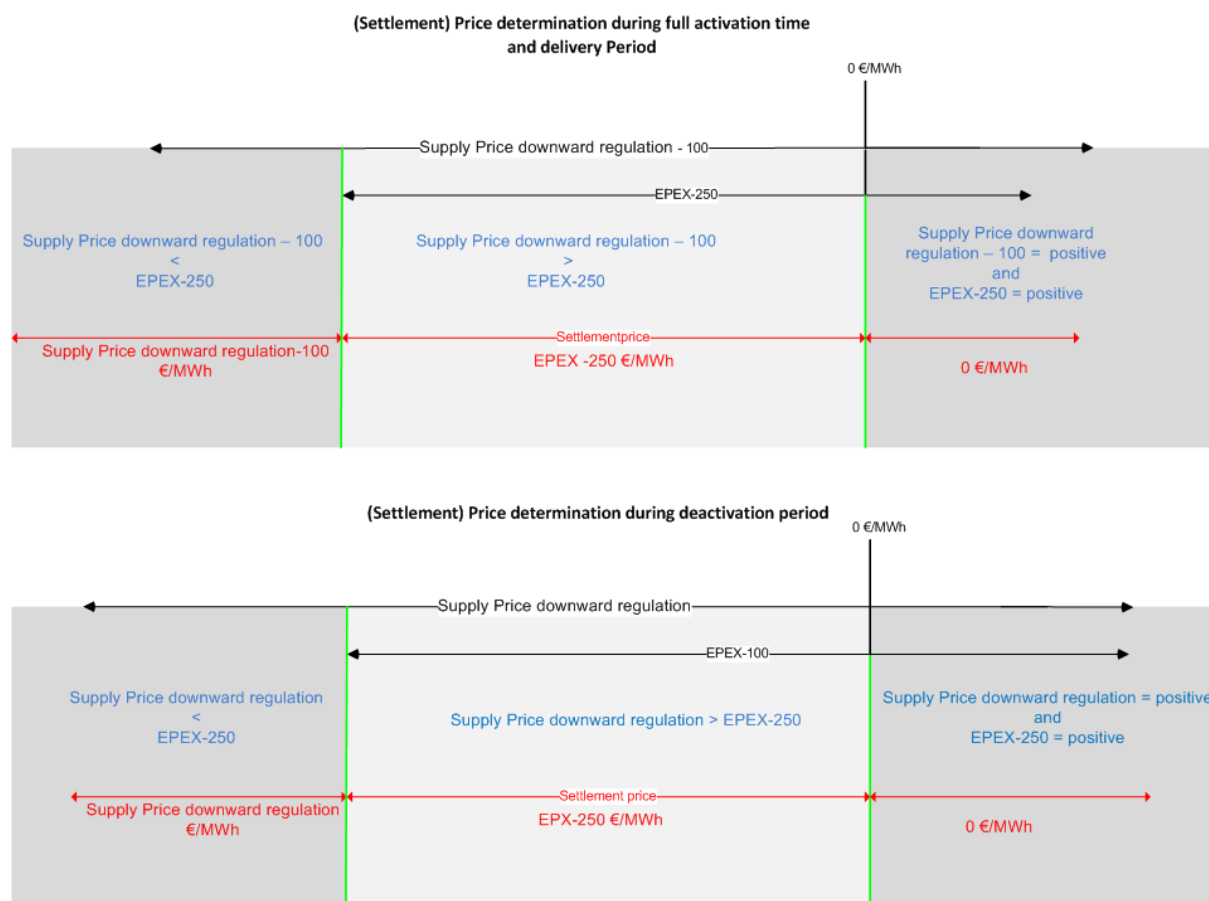 (Settlement) Price determination during full activation time
and delivery Period
0 €/MWh
Supply Price downward regulation - 100
EPEX-250
Supply Price downward regulation – 100
<
EPEX-250
Supply Price downward regulation – 100
>
EPEX-250
Supply Price downward
regulation – 100 = positive
and
EPEX-250 = positive
Supply Price downward regulation-100
€/MWh
Settlementprice
EPEX -250 €/MWh
0 €/MWh
(Settlement) Price determination during deactivation period
0 €/MWh
Supply Price downward regulation
EPEX-100
Supply Price downward regulation
<
EPEX-250
Supply Price downward regulation > EPEX-250
Supply Price downward regulation = positive
and
EPEX-250 = positive
Supply Price downward regulation
€/MWh
Settlement price
EPX-250 €/MWh
0 €/MWh